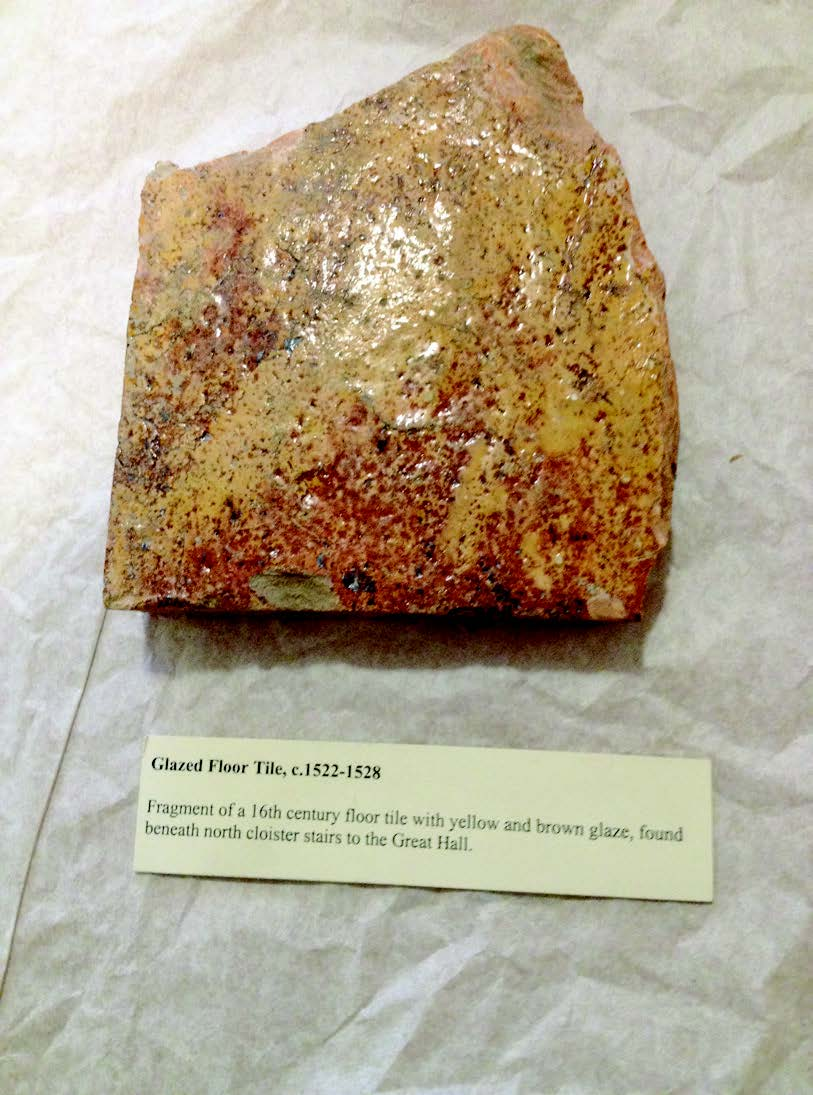 Glazed Floor Tile, c.1522-1528
Fragment of a 16th century floor tile with yellow and brown glaze, found
beneath north cloister stairs to the Great Hall.